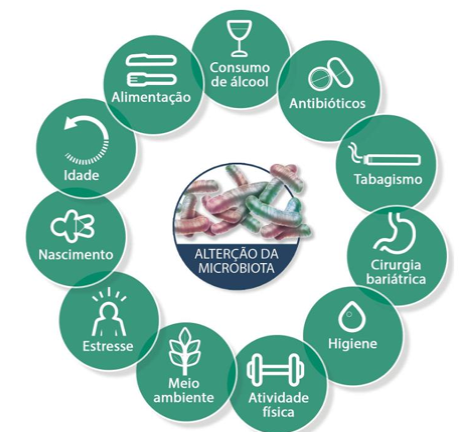 Consumo
de álcool
Antibióticos
Tabagismo
Cirurgia
bariátrica
Higiene
Atividade
física
Meio
ambiente
Estresse
Nascimento
Idade
Alimentação
ALTERÇÃO DA
MICROBIOTA